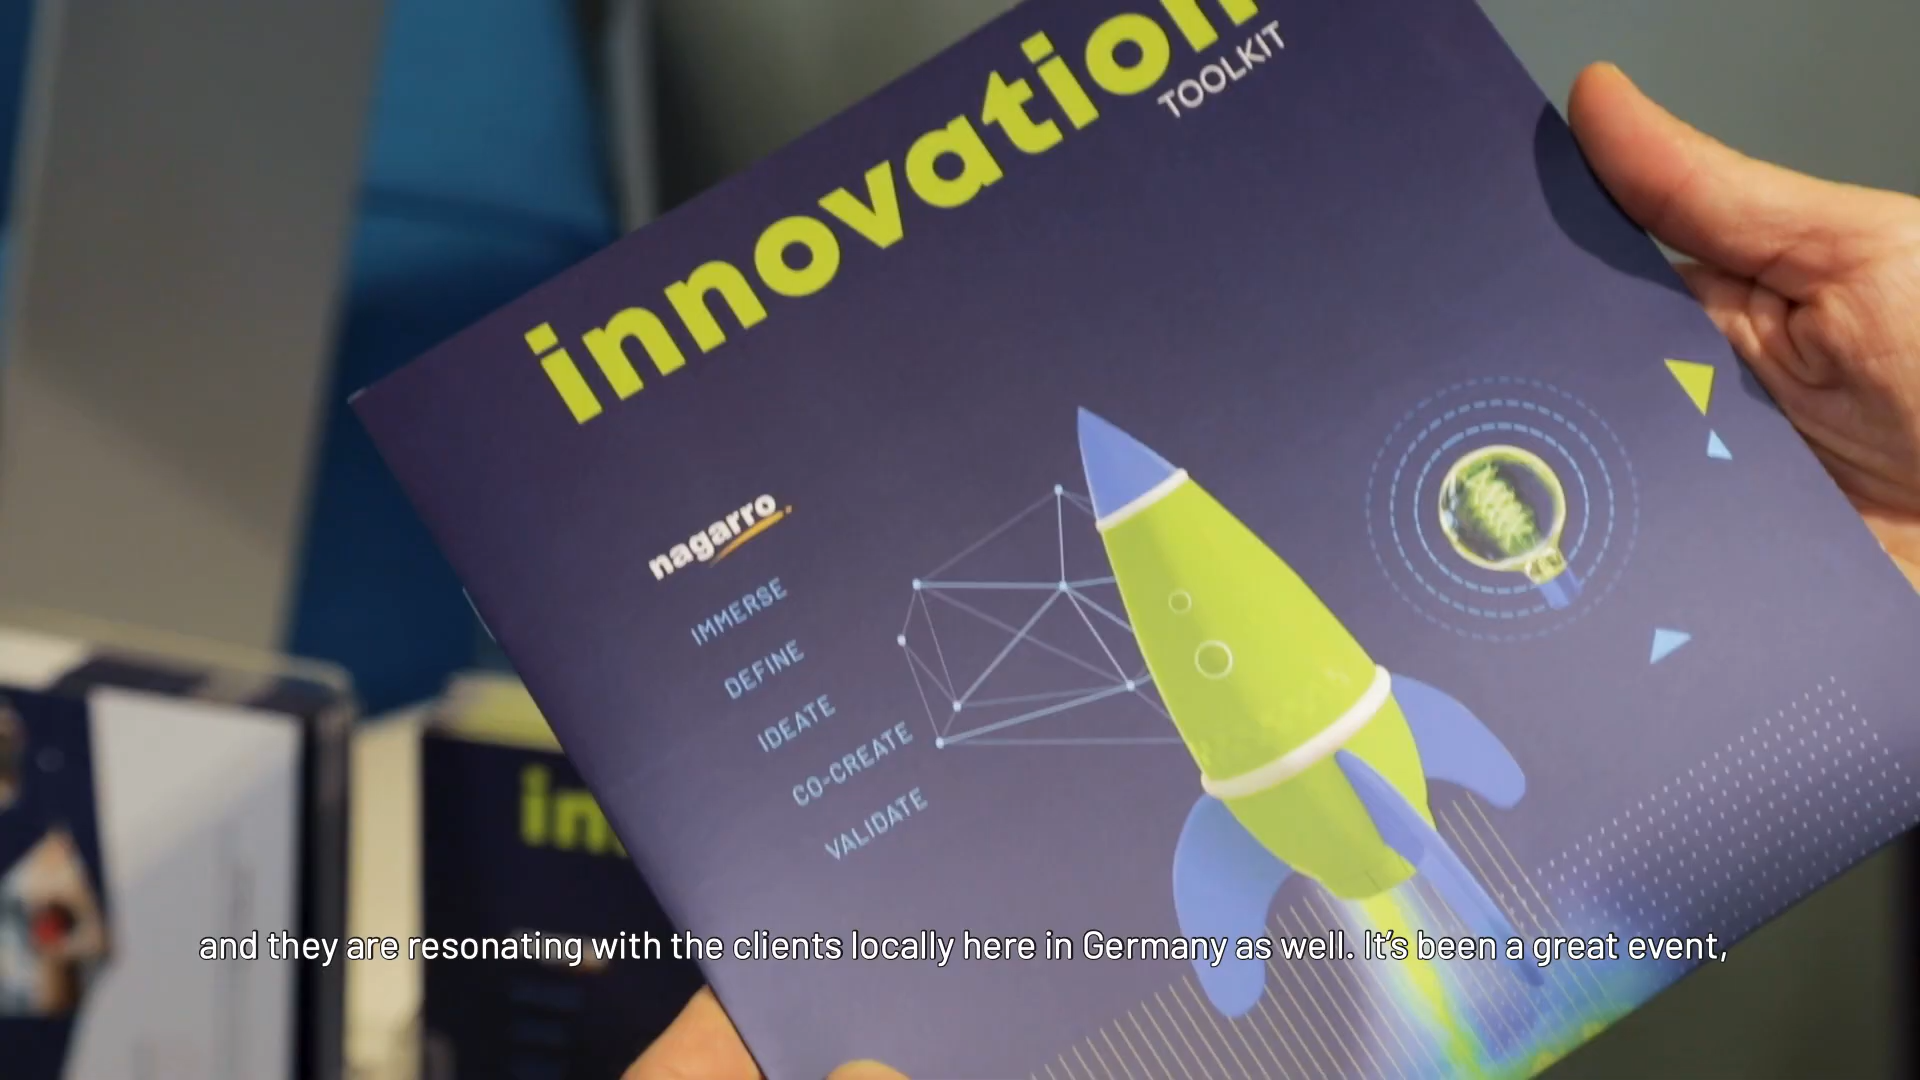 innovation
TOOLKIT
nagarro
IMMERSE
DEFINE
IDEATE
CO-CREATE
VALIDATE
in
and they are resonating with the clients locally here in Germany as well. It's been a great event,